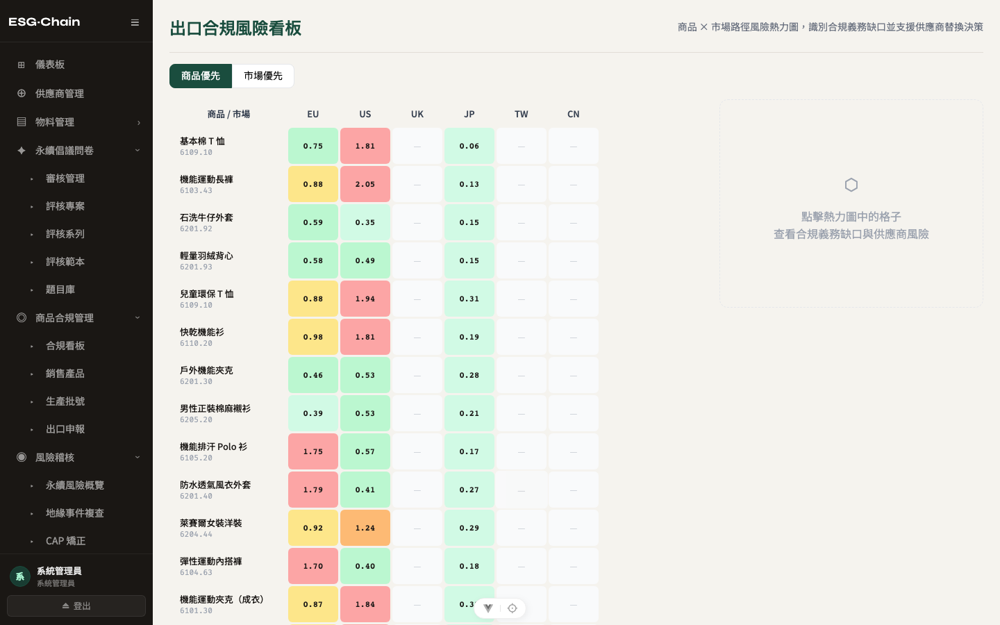 ESG·Chain
儀表板
供應商管理
物料管理
永續倡議問卷
審核管理
評核專案
評核系列
評核範本
題目庫
商品合規管理
合規看板
銷售產品
生產批號
出口申報
風險稽核
永續風險概覽
地緣事件複查
CAP 矯正
系 系統管理員
系統管理員
登出
出口合規風險看板
商品 × 市場路徑風險熱力圖，識別合規義務缺口並支援供應商替換決策
商品優先 市場優先
商品 / 市場 EU US UK JP TW CN
基本棉 T 恤 0.75 1.81 — 0.06 — —
6109.10
機能運動長褲 0.88 2.05 — 0.13 — —
6103.43
石洗牛仔外套 0.59 0.35 — 0.15 — —
6201.92
輕量羽絨背心 0.58 0.49 — 0.15 — —
6201.93
兒童環保 T 恤 0.88 1.94 — 0.31 — —
6109.10
快乾機能衫 0.98 1.81 — 0.19 — —
6110.20
戶外機能夾克 0.46 0.53 — 0.28 — —
6201.30
男性正裝棉麻襯衫 0.39 0.53 — 0.21 — —
6205.20
機能排汗 Polo 衫 1.75 0.57 — 0.17 — —
6105.20
防水透氣風衣外套 1.79 0.41 — 0.27 — —
6201.40
萊賽爾女裝洋裝 0.92 1.24 — 0.29 — —
6204.44
彈性運動內搭褲 1.70 0.40 — 0.18 — —
6104.63
機能運動夾克（成衣） 0.87 1.84 — — —
6101.30
點擊熱力圖中的格子
查看合規義務缺口與供應商風險